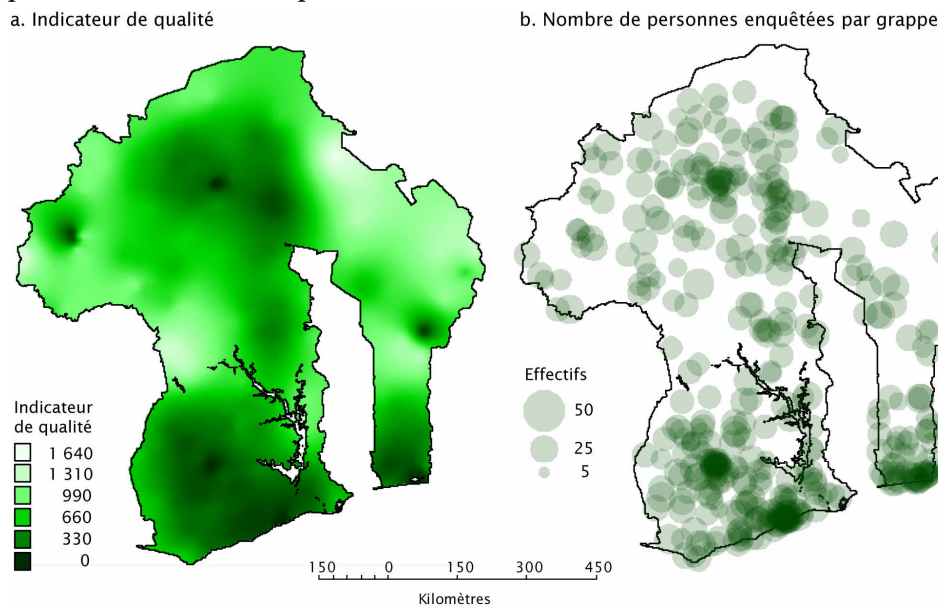 a. Indicateur de qualité
b. Nombre de personnes enquêtées par grappe
Indicateur
de qualité
1 640
1 310
990
660
330
0
Effectifs
50
25
5
150 0 150 300 450
Kilomètres